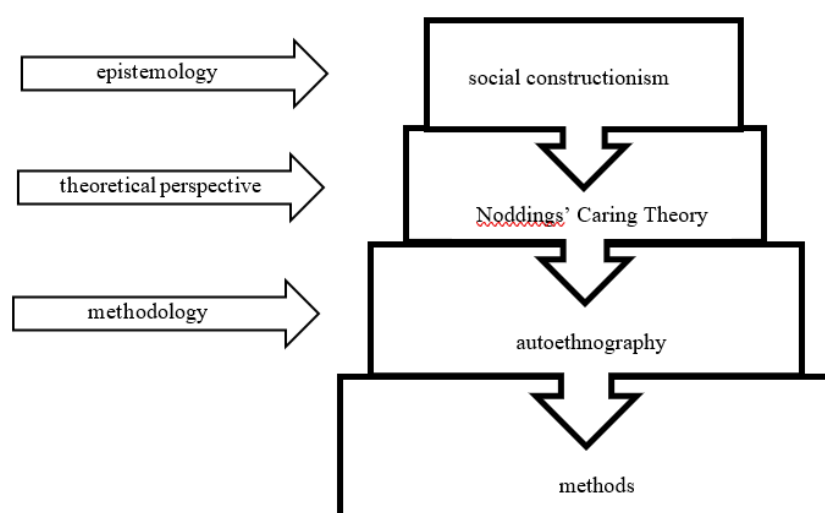 epistemology
social constructionism
theoretical perspective
Noddings’ Caring Theory
methodology
autoethnography
methods